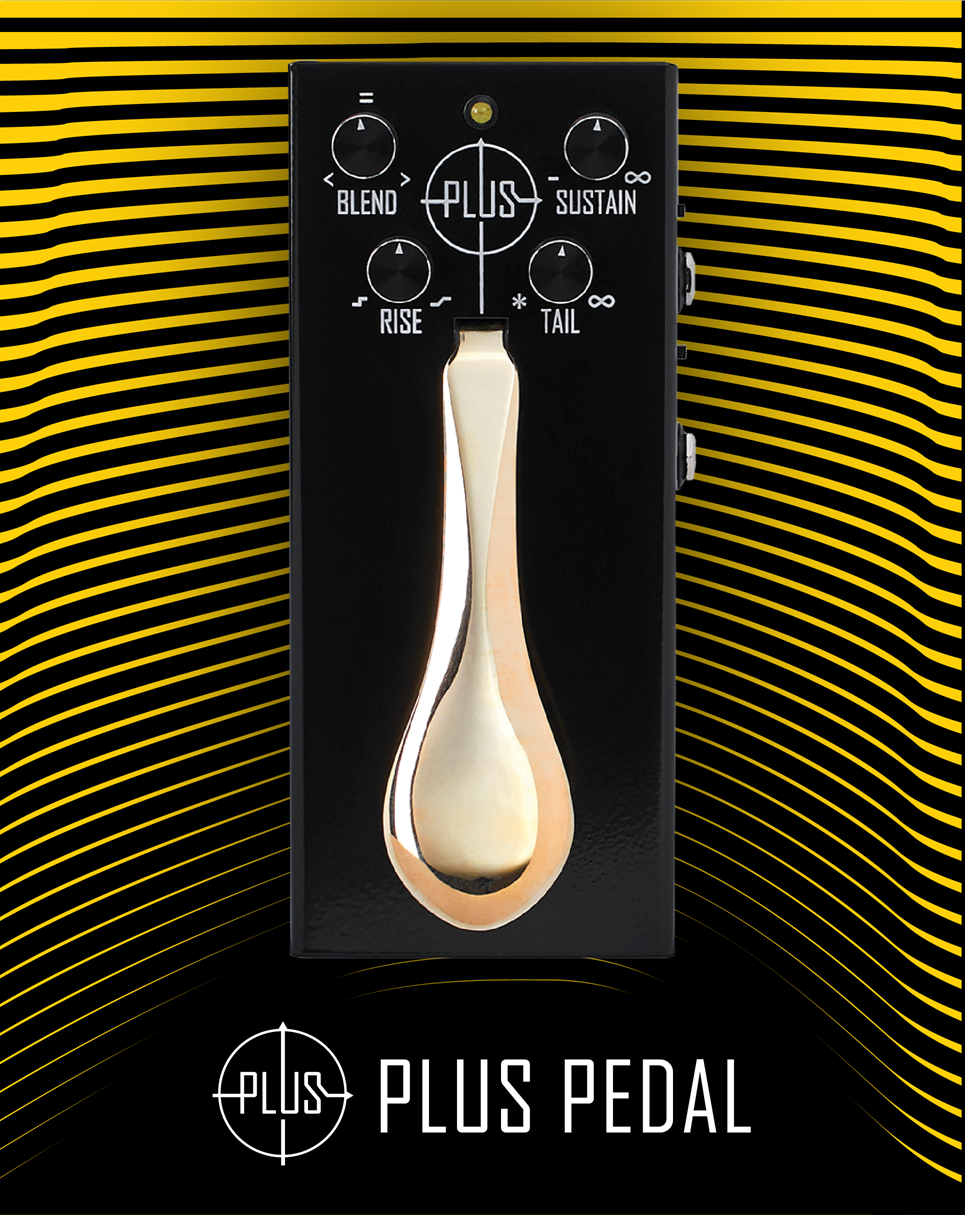 =
< BLEND >
PLUS
- SUSTAIN ∞
RISE
* TAIL ∞
PLUS
PLUS PEDAL